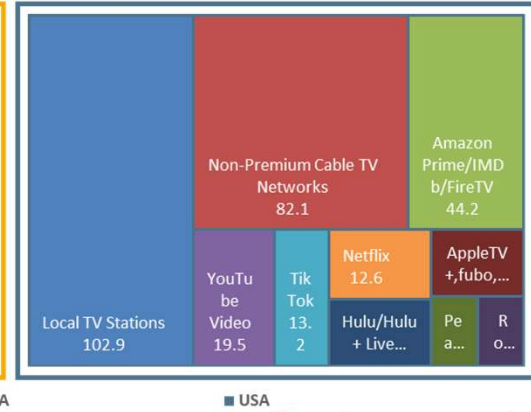 Local TV Stations
102.9
Non-Premium Cable TV
Networks
82.1
Amazon
Prime/IMD
b/FireTV
44.2
YouTu
be
Video
19.5
Tik
Tok
13.
2
Netflix
12.6
Hulu/Hulu
+ Live...
AppleTV
+,fubo,...
Pe
a...
R
o...
A
USA